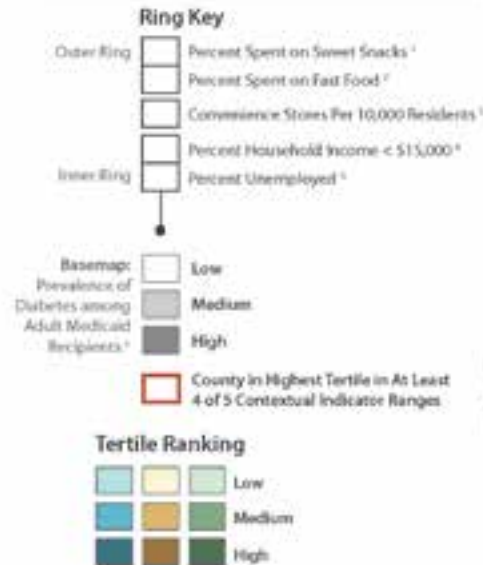 Ring Key
Outer Ring
Percent Spent on Sweet Snacks
Percent Spent on Fast Food
Convenience Stores Per 10,000 Residents
Percent Household Income < $15,000
Inner Ring
Percent Unemployed
Basemap:
Prevalence of
Diabetes among
Adult Medicaid
Recipients
Low
Medium
High
County in Highest Tertile in At Least
4 of 5 Contextual Indicator Ranges
Tertile Ranking
Low
Medium
High